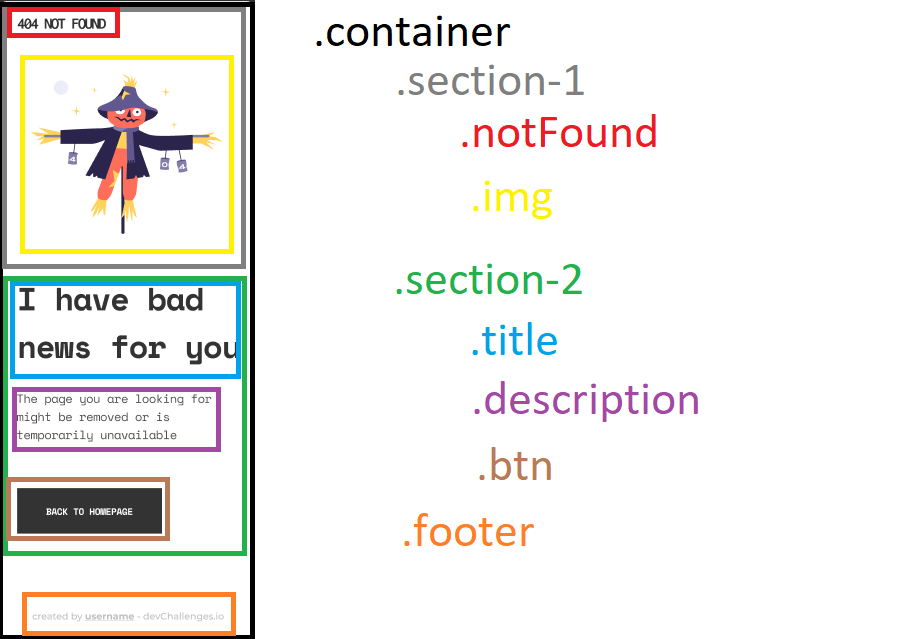 404 NOT FOUND
4
0
4
I have bad
news for you
The page you are looking for
might be removed or is
temporarily unavailable
BACK TO HOMEPAGE
created by username - devChallenges.io
.container
.section-1
.notFound
.img
.section-2
.title
.description
.btn
.footer